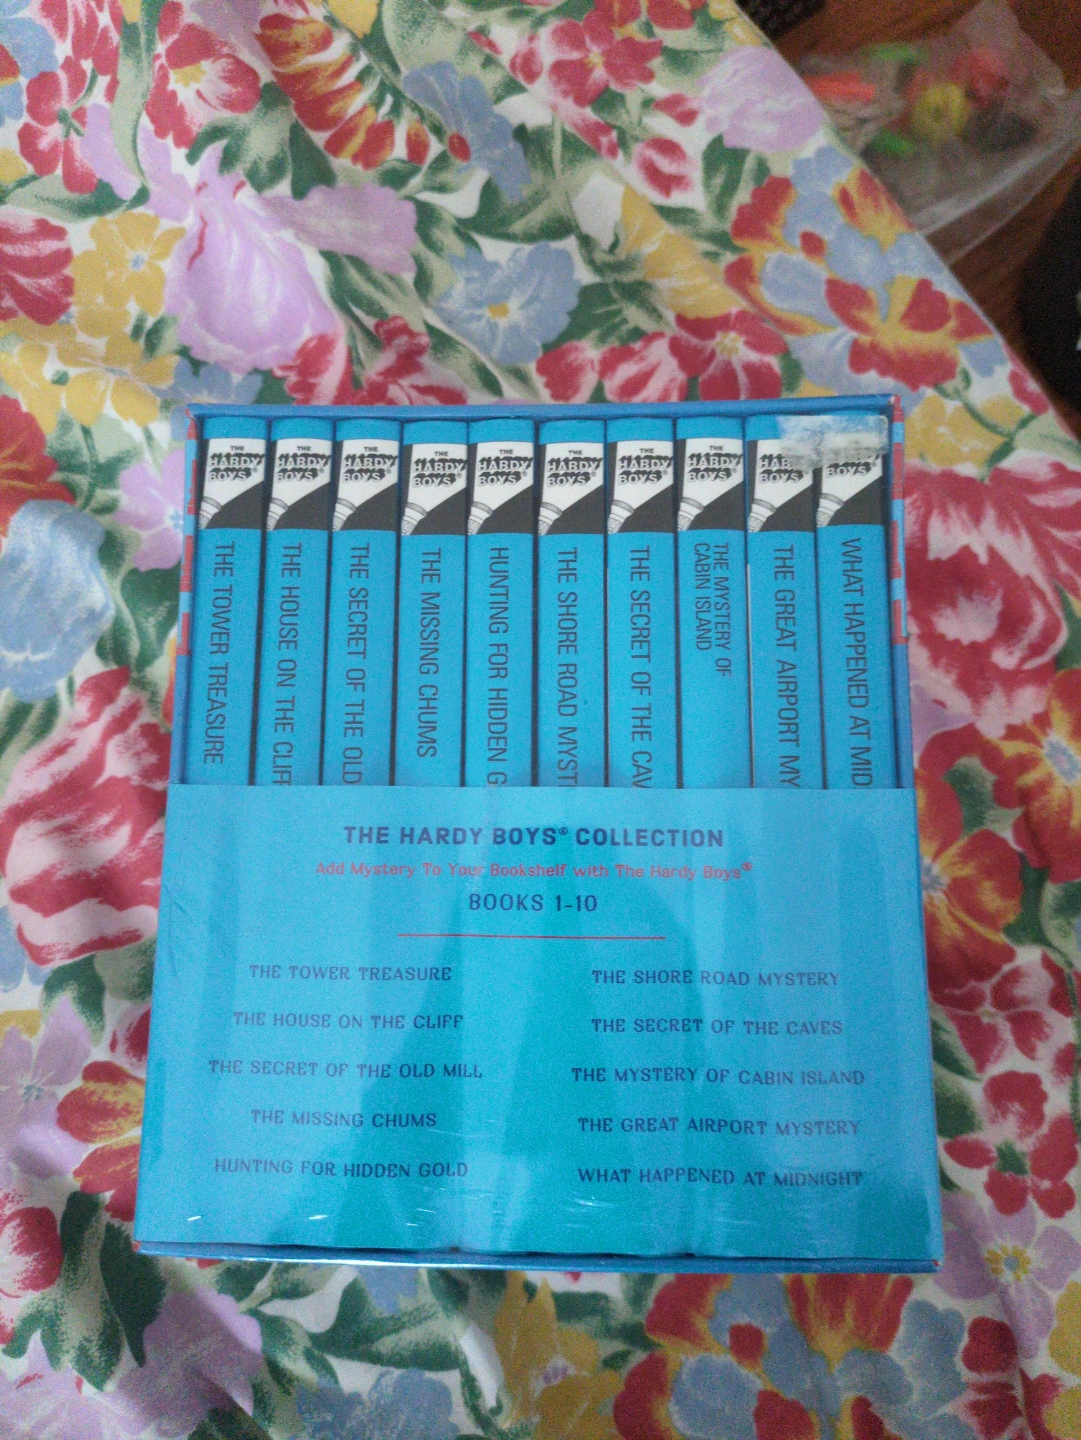 THE HARDY BOYS®
THE TOWER TREASURE
THE HARDY BOYS®
THE HOUSE ON THE CLIFF
THE HARDY BOYS®
THE SECRET OF THE OLD
THE HARDY BOYS®
THE MISSING CHUMS
THE HARDY BOYS®
HUNTING FOR HIDDEN G
THE HARDY BOYS®
THE SHORE ROAD MYST
THE HARDY BOYS®
THE SECRET OF THE CAV
THE HARDY BOYS®
THE MYSTERY OF
CABIN ISLAND
THE GREAT AIRPORT MY
HARDY BOYS®
WHAT HAPPENED AT MID
THE HARDY BOYS® COLLECTION
Add Mystery To Your Bookshelf with The Hardy Boys®
BOOKS 1-10
THE TOWER TREASURE
THE HOUSE ON THE CLIFF
THE SECRET OF THE OLD MILL
THE MISSING CHUMS
HUNTING FOR HIDDEN GOLD
THE SHORE ROAD MYSTERY
THE SECRET OF THE CAVES
THE MYSTERY OF CABIN ISLAND
THE GREAT AIRPORT MYSTERY
WHAT HAPPENED AT MIDNIGHT